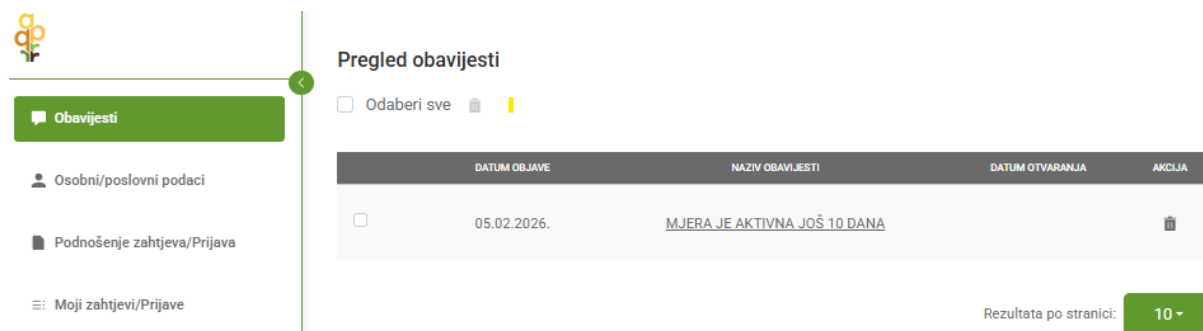 apr
Obavijesti
Osobni/poslovni podaci
Podnošenje zahtjeva/Prijava
Moji zahtjevi/Prijave
Pregled obavijesti
Odaberi sve
DATUM OBJAVE NAZIV OBAVIJESTI DATUM OTVARANJA AKCIJA
05.02.2026. MJERA JE AKTIVNA JOŠ 10 DANA
Rezultata po stranici: 10